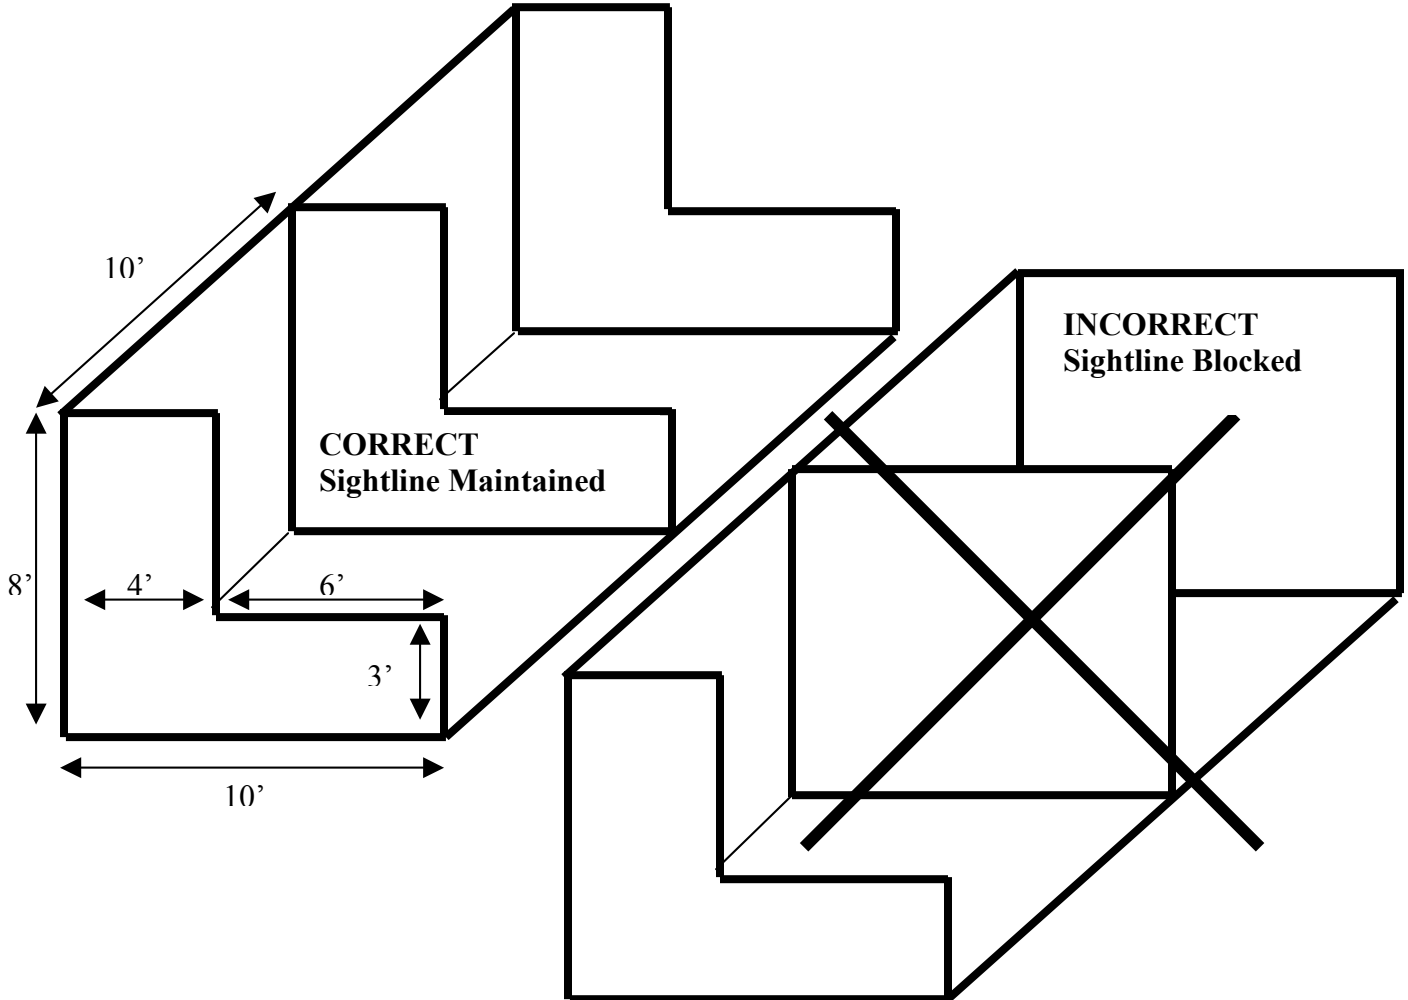 10’
INCORRECT
Sightline Blocked
CORRECT
Sightline Maintained
8’
4’
6’
3’
10’